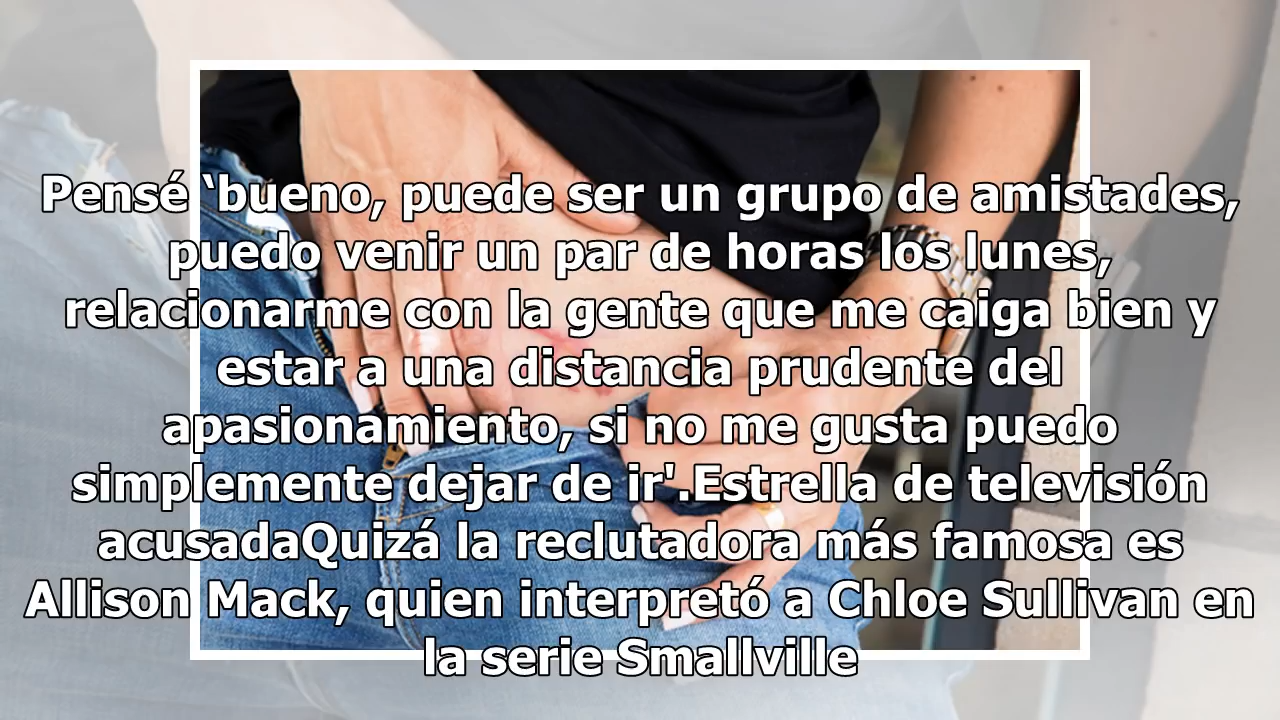 Pensé ‘bueno, puede ser un grupo de amistades,
puedo venir un par de horas los lunes,
relacionarme con la gente que me caiga bien y
estar a una distancia prudente del
apasionamiento, si no me gusta puedo
simplemente dejar de ir'.Estrella de televisión
acusadaQuizá la reclutadora más famosa es
Allison Mack, quien interpretó a Chloe Sullivan en
la serie Smallville